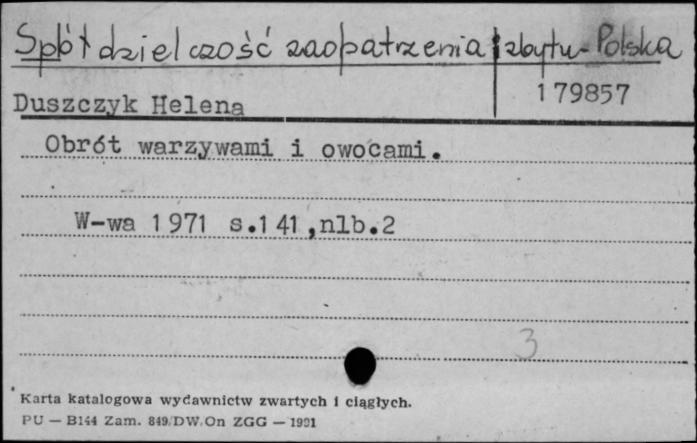 Spółdzielczość zaopatrzenia i zbytu - Polska
Duszczyk Helena
179857
Obrót warzywami i owocami.
W-wa 1971 s.141,nlb.2
3
Karta katalogowa wydawnictw zwartych i ciągłych.
PU — B144 Zam. 849/DW/On ZGG — 1991